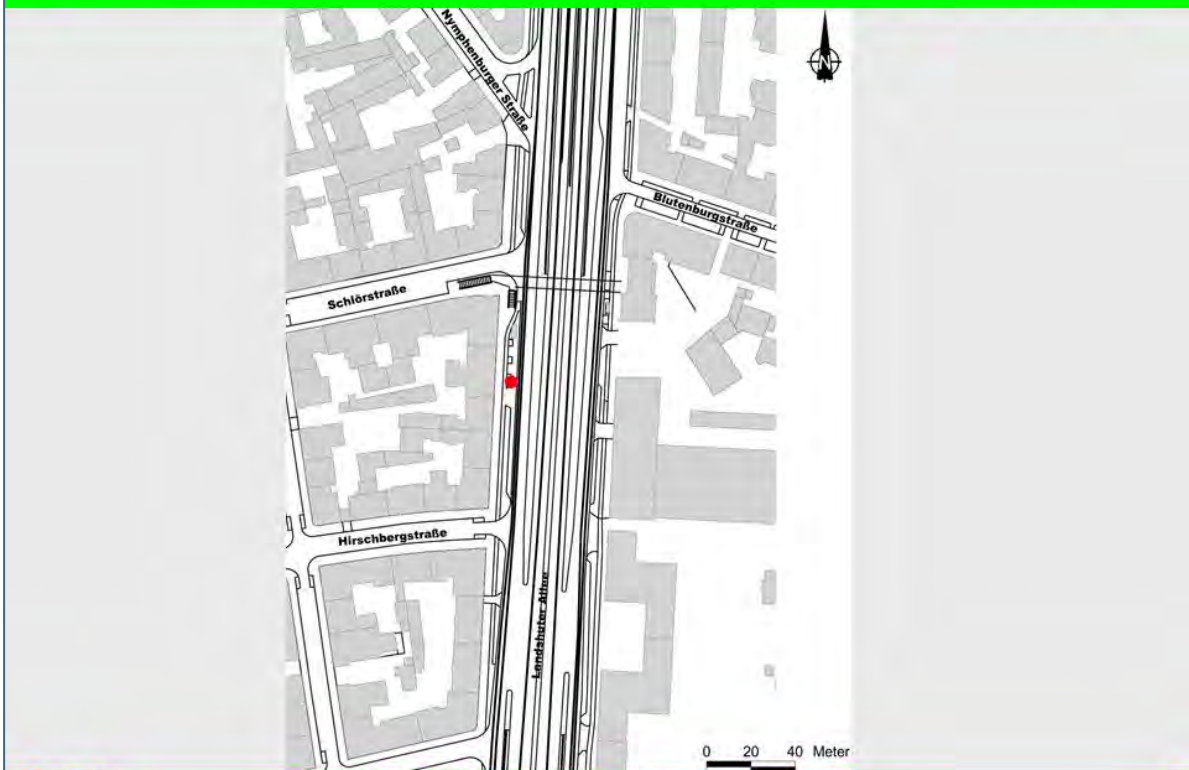 Nymphenburger Straße
N
Blutenburgstraße
Schlörstraße
Hirschbergstraße
Landshuter Allee
0 20 40 Meter